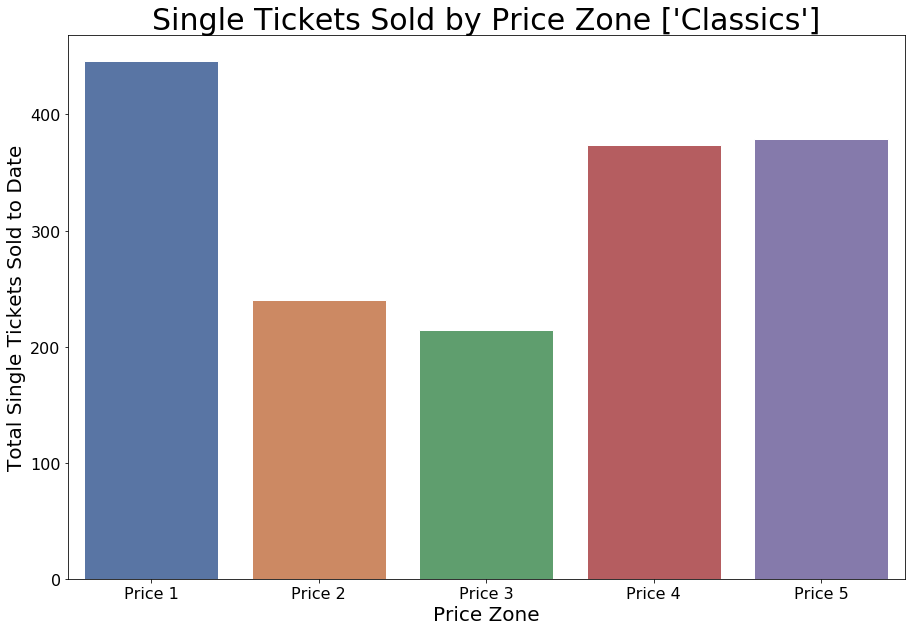 Single Tickets Sold by Price Zone ['Classics']
Total Single Tickets Sold to Date
400
300
200
100
0
Price 1 Price 2 Price 3 Price 4 Price 5
Price Zone